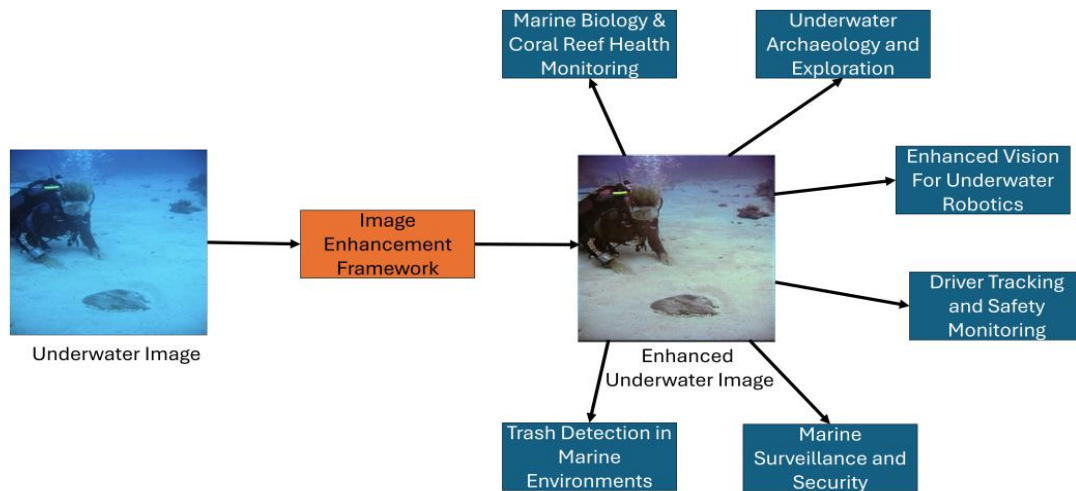 Marine Biology &
Coral Reef Health
Monitoring
Underwater
Archaeology and
Exploration
Enhanced Vision
For Underwater
Robotics
Image
Enhancement
Framework
Driver Tracking
and Safety
Monitoring
Underwater Image
Enhanced
Underwater Image
Trash Detection in
Marine
Environments
Marine
Surveillance and
Security